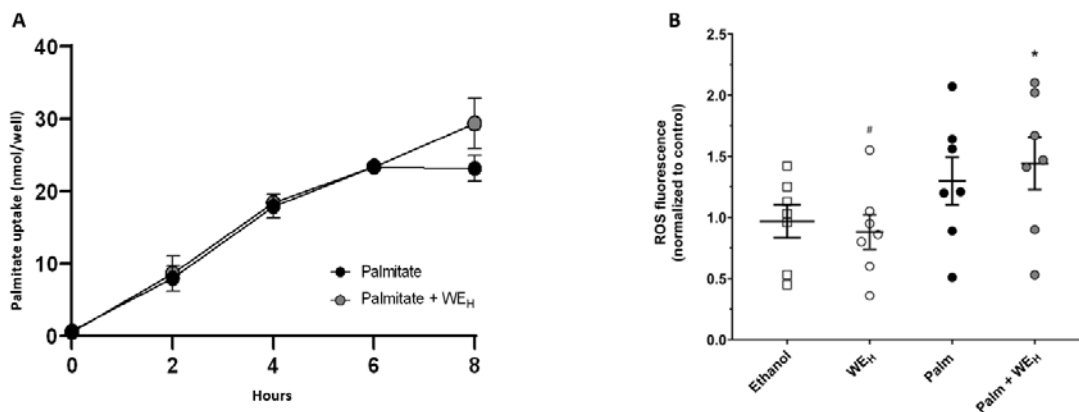 A
Palmitate uptake (nmol/well)
40
30
20
10
0
0 2 4 6 8
Hours
Palmitate
Palmitate + WEH
B
ROS fluorescence
(normalized to control)
2.5
2.0
1.5
1.0
0.5
0.0
#
*
Ethanol
WEH
Palm
Palm + WEH